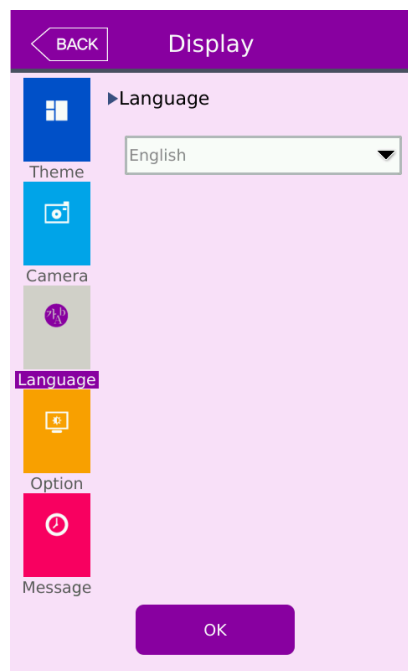 BACK
Display
▶Language
English
Theme
Camera
Language
Option
Message
OK